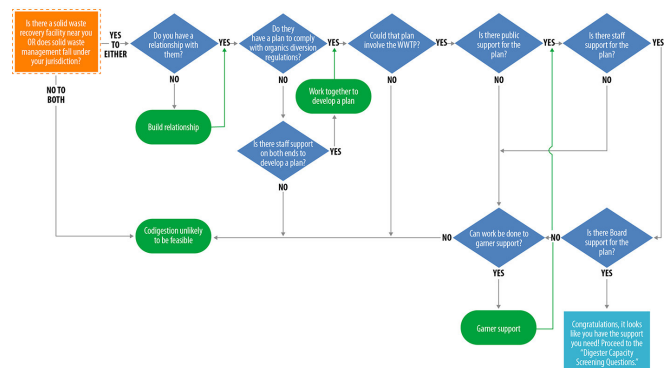 Is there a solid waste
recovery facility near you
OR does solid waste
management fall under
your jurisdiction?
YES
TO
EITHER
Do you have a
relationship with
them?
YES
Do they
have a plan to comply
with organics diversion
regulations?
YES
Could that plan
involve the WWTP?
YES
Is there public
support for the
plan?
YES
Is there staff
support for the
plan?
YES
NO TO
BOTH
NO
NO
NO
NO
NO
Build relationship
Work together to
develop a plan
Is there staff support
on both ends to
develop a plan?
YES
NO
Codigestion unlikely
to be feasible
NO
Can work be done to
garner support?
NO
Is there Board
support for the
plan?
YES
YES
Garner support
Congratulations, it looks
like you have the support
you need! Proceed to the
"Digester Capacity
Screening Questions."